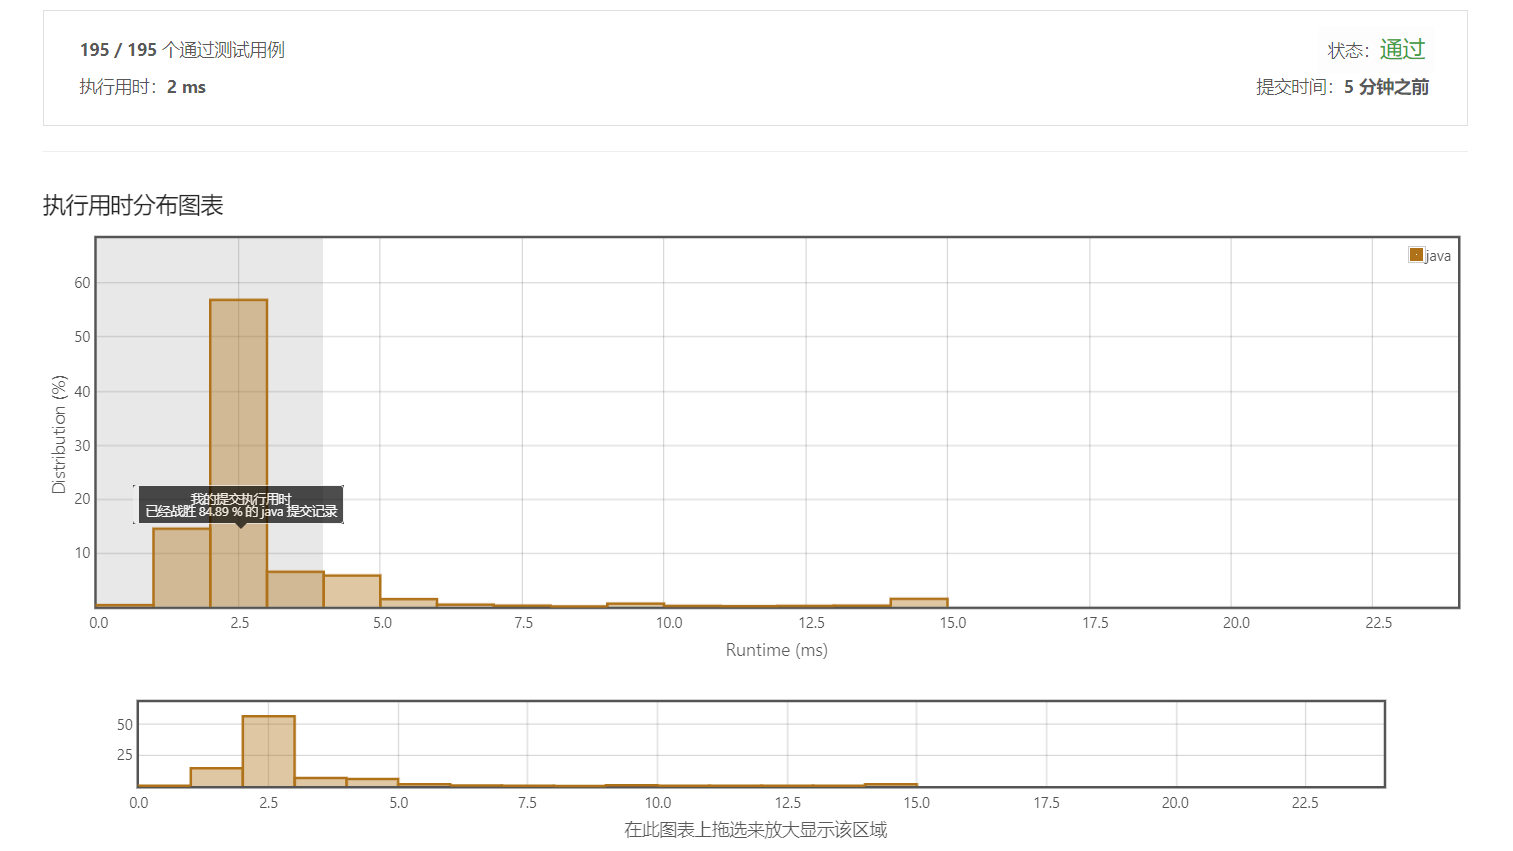 195 / 195 个通过测试用例
状态：通过
执行用时：2 ms
提交时间：5 分钟之前
执行用时分布图表
java
60
50
40
30
20
10
Distribution (%)
我的提交执行用时
已经战胜 84.89 % 的 java 提交记录
0.0 2.5 5.0 7.5 10.0 12.5 15.0 17.5 20.0 22.5
Runtime (ms)
50
25
0.0 2.5 5.0 7.5 10.0 12.5 15.0 17.5 20.0 22.5
在此图表上拖选来放大显示该区域